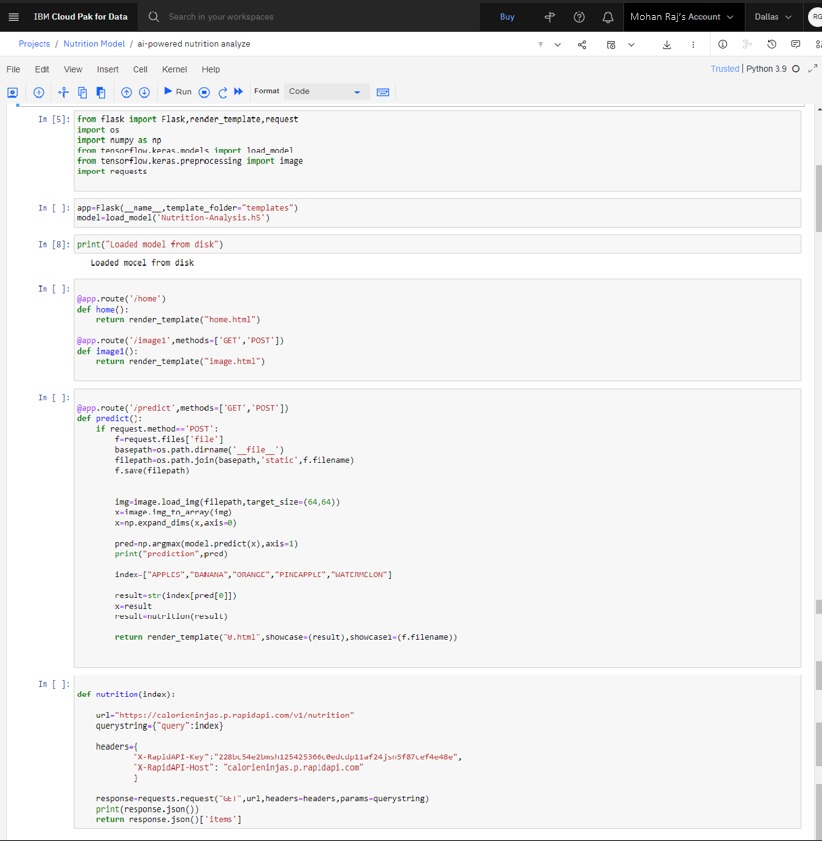 IBM Cloud Pak for Data
Search in your workspaces
Buy
Mohan Raj's Account
Dallas
RG
Projects / Nutrition Model / ai-powered nutrition analyze
File Edit View Insert Cell Kernel Help
Trusted | Python 3.9
Run
Format
Code
In [5]:
from flask import Flask,render_template,request
import os
import numpy as np
from tensorflow.keras.models import load_model
from tensorflow.keras.preprocessing import image
import requests
In [ ]:
app=Flask(__name__,template_folder="templates")
model=load_model('Nutrition-Analysis.h5')
In [8]:
print("Loaded model from disk")
Loaded model from disk
In [ ]:
@app.route('/home')
def home():
return render_template("home.html")
@app.route('/image1',methods=['GET','POST'])
def image1():
return render_template("image.html")
In [ ]:
@app.route('/predict',methods=['GET','POST'])
def predict():
if request.method=='POST':
f=request.files['file']
basepath=os.path.dirname('__file__')
filepath=os.path.join(basepath,'static',f.filename)
f.save(filepath)
img=image.load_img(filepath,target_size=(64,64))
x=image.img_to_array(img)
x=np.expand_dims(x,axis=0)
pred=np.argmax(model.predict(x),axis=1)
print("prediction",pred)
index=["APPLES","BANANA","ORANGE","PINEAPPLE","WATERMELON"]
result=str(index[pred[0]])
x=result
result=nutrition(result)
return render_template("0.html",showcase=(result),showcase1=(f.filename))
In [ ]:
def nutrition(index):
url="https://calorieninjas.p.rapidapi.com/v1/nutrition"
querystring={"query":index}
headers={
"X-RapidAPI-Key":
"X-RapidAPI-Host": "calorieninjas.p.rapidapi.com"
}
response=requests.request("GET",url,headers=headers,params=querystring)
print(response.json())
return response.json()['items']